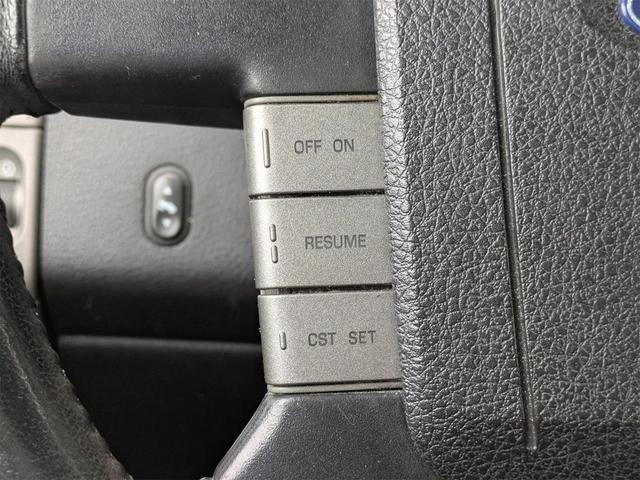 OFF ON
RESUME
CST SET